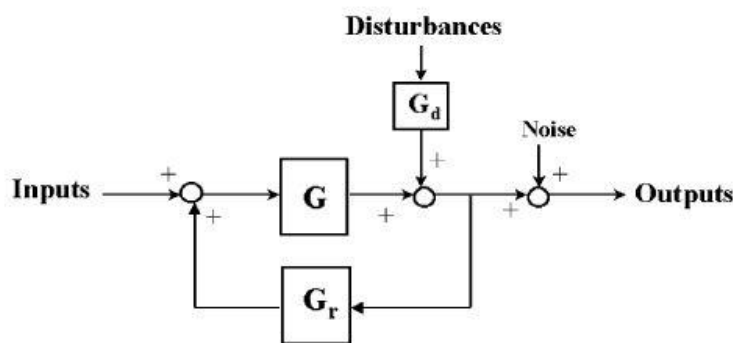 Disturbances
G_d
Noise
+
+
+
Inputs
+
G
+
+
Outputs
+
G_r